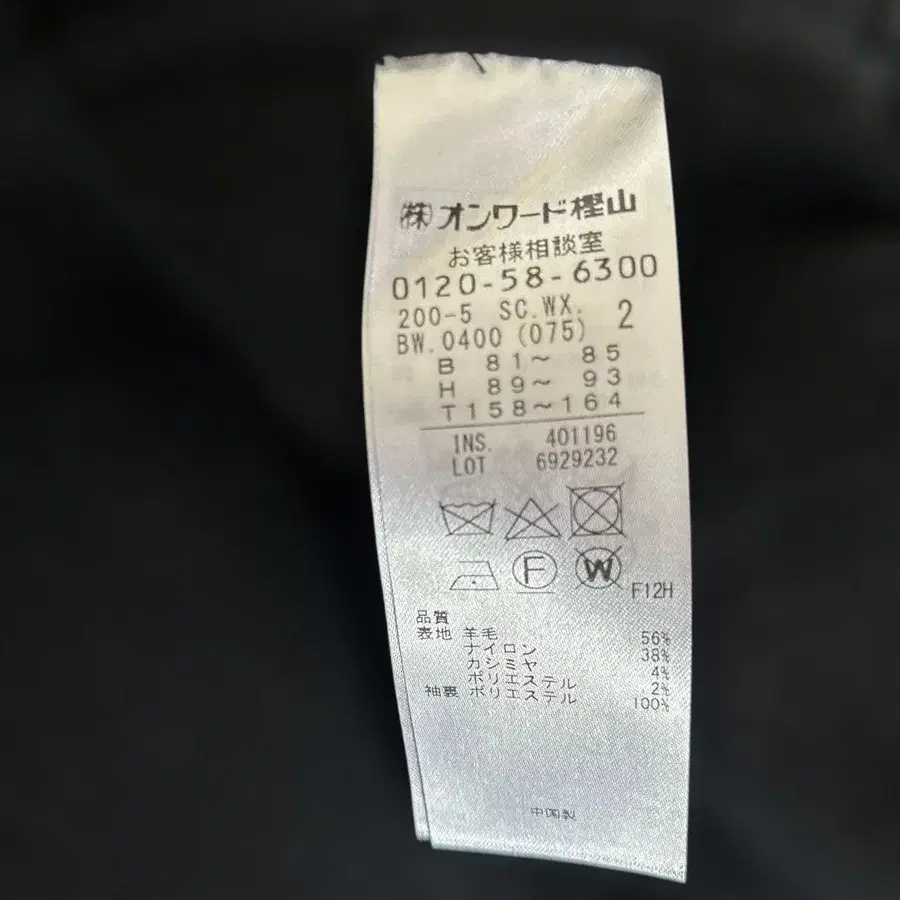 ㈱オンワード樫山
お客様相談室
0120-58-6300
200-5 SC.WX. 2
BW.0400 (075)
B 81～ 85
H 89～ 93
T158～164
INS. 401196
LOT 6929232
F W
F12H
品質
表地 羊毛 56%
ナイロン 38%
カシミヤ 4%
ポリエステル 2%
袖裏 ポリエステル 100%
中国製